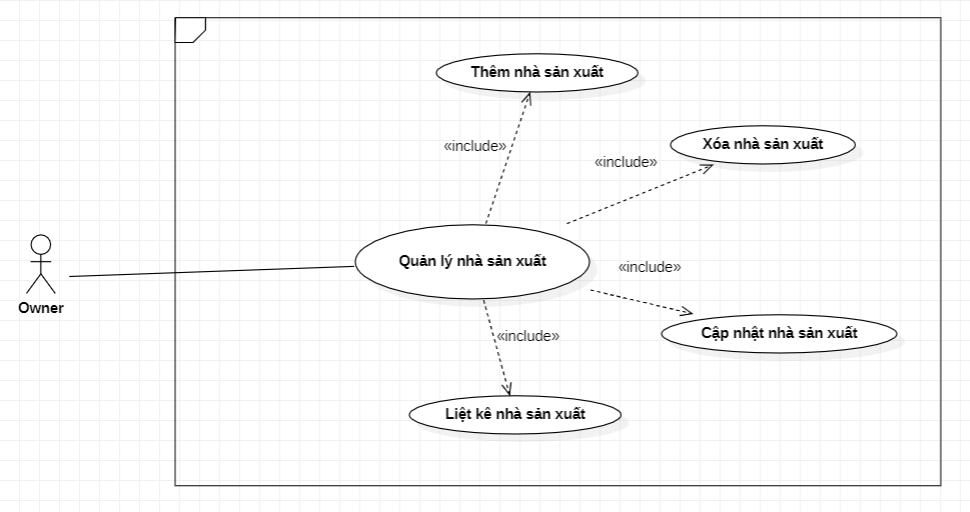 Thêm nhà sản xuất
«include»
Xóa nhà sản xuất
«include»
Quản lý nhà sản xuất
«include»
Owner
Cập nhật nhà sản xuất
«include»
Liệt kê nhà sản xuất